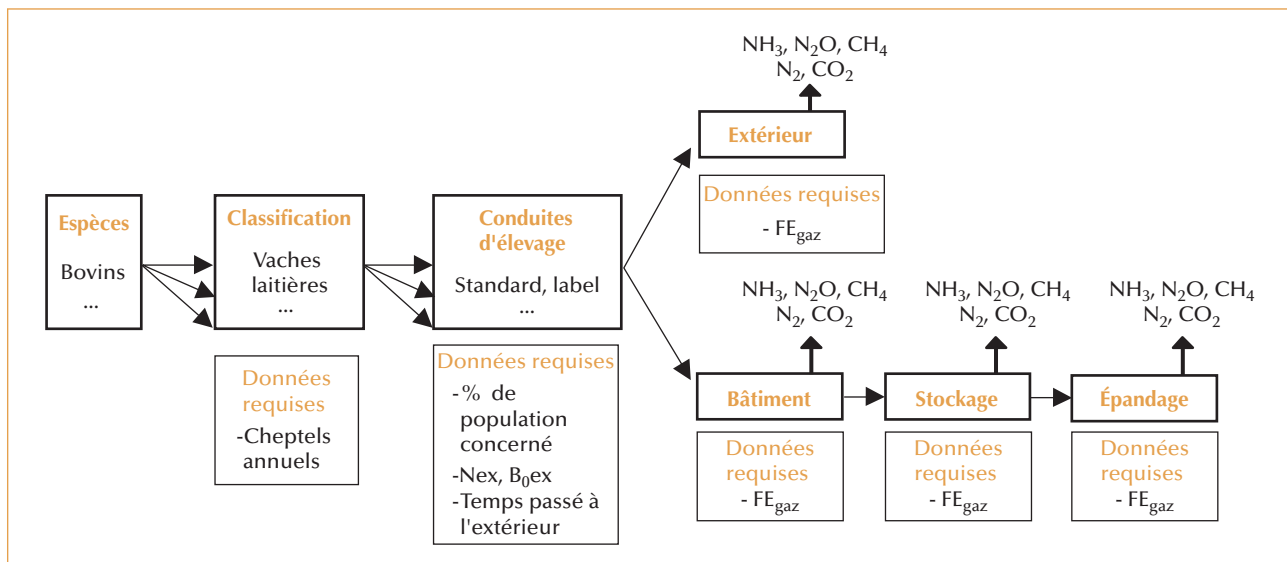 NH₃, N₂O, CH₄
N₂, CO₂
Extérieur
Données requises
- FEgaz
Espèces
Bovins
...
Classification
Vaches
laitières
...
Données
requises
-Cheptels
annuels
Conduites
d'élevage
Standard, label
...
Données requises
-% de
population
concerné
-Nex, B₀ex
-Temps passé à
l'extérieur
NH₃, N₂O, CH₄
N₂, CO₂
Bâtiment
Données
requises
- FEgaz
NH₃, N₂O, CH₄
N₂, CO₂
Stockage
Données
requises
- FEgaz
NH₃, N₂O, CH₄
N₂, CO₂
Épandage
Données
requises
- FEgaz